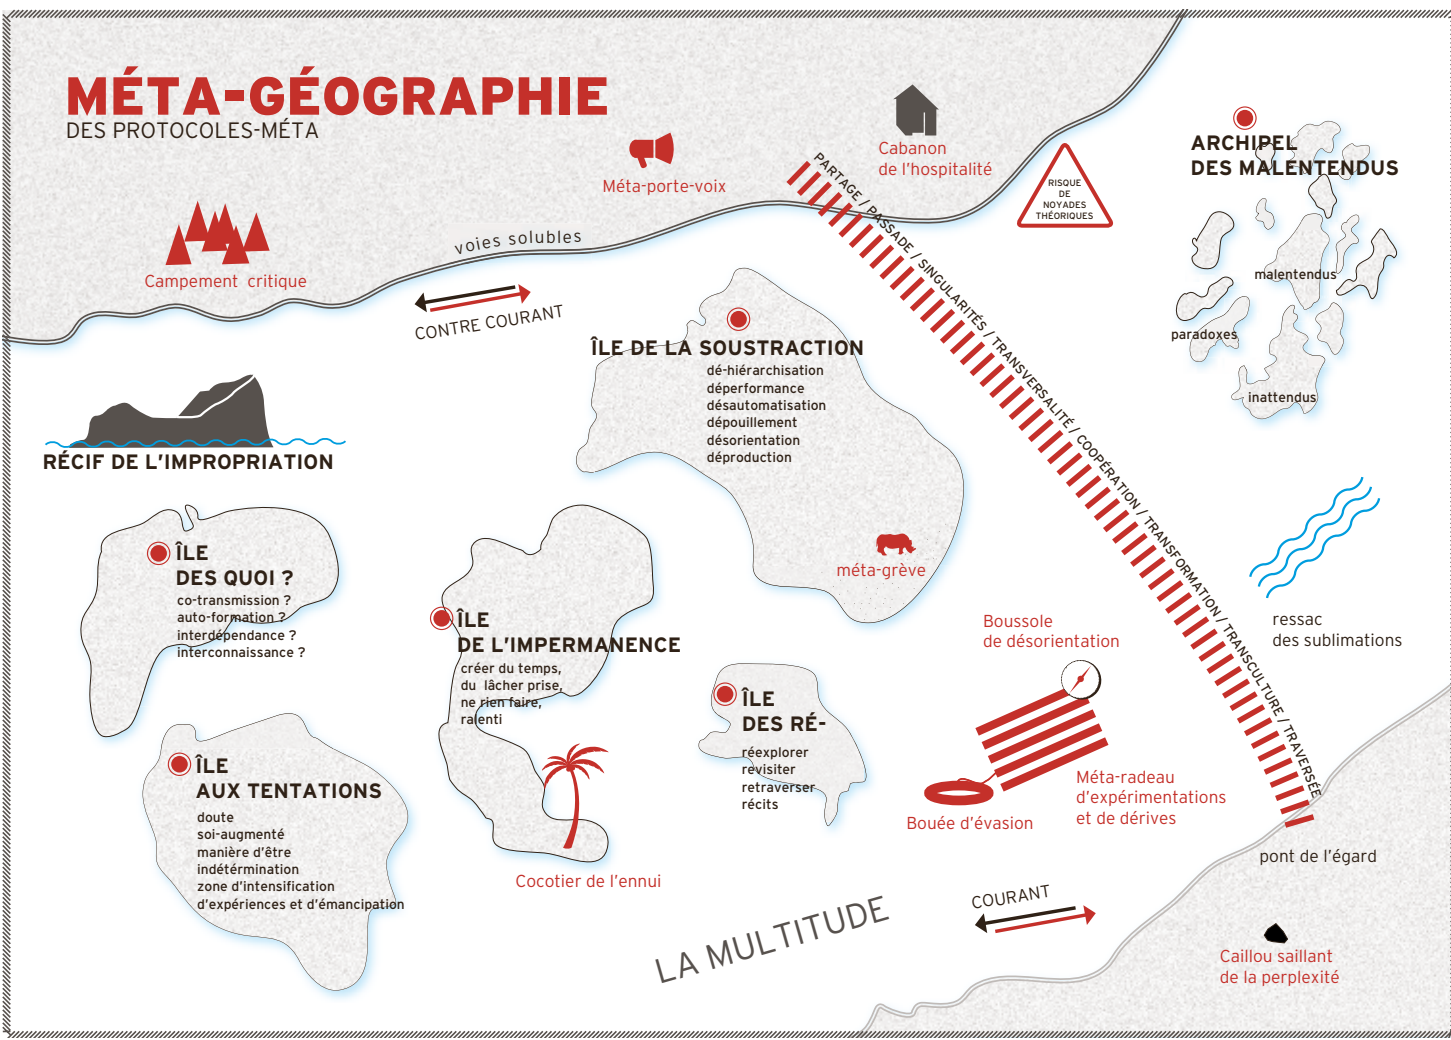 MÉTA-GÉOGRAPHIE
DES PROTOCOLES-MÉTA
Méta-porte-voix
Cabanon
de l'hospitalité
Campement critique
voies solubles
CONTRE COURANT
RISQUE
DE
NOYADES
THÉORIQUES
ARCHIPEL
DES MALENTENDUS
malentendus
paradoxes
inattendus
PARTAGE / PASSADE / SINGULARITÉS / TRANSVERSALITÉ / COOPÉRATION / TRANSFORMATION / TRANSCULTURE / TRAVERSÉE
ÎLE DE LA SOUSTRACTION
dé-hiérarchisation
déperformance
désautomatisation
dépouillement
désorientation
déproduction
méta-grève
RÉCIF DE L'IMPROPRIATION
ÎLE
DES QUOI ?
co-transmission ?
auto-formation ?
interdépendance ?
interconnaissance ?
ÎLE
DE L'IMPERMANENCE
créer du temps,
du lâcher prise,
ne rien faire,
ralenti
Cocotier de l'ennui
ÎLE
AUX TENTATIONS
doute
soi-augmenté
manière d'être
indétérmination
zone d'intensification
d'expériences et d'émancipation
ÎLE
DES RÉ-
réexplorer
revisiter
retraverser
récits
Boussole
de désorientation
Bouée d'évasion
Méta-radeau
d'expérimentations
et de dérives
ressac
des sublimations
pont de l'égard
COURANT
LA MULTITUDE
Caillou saillant
de la perplexité